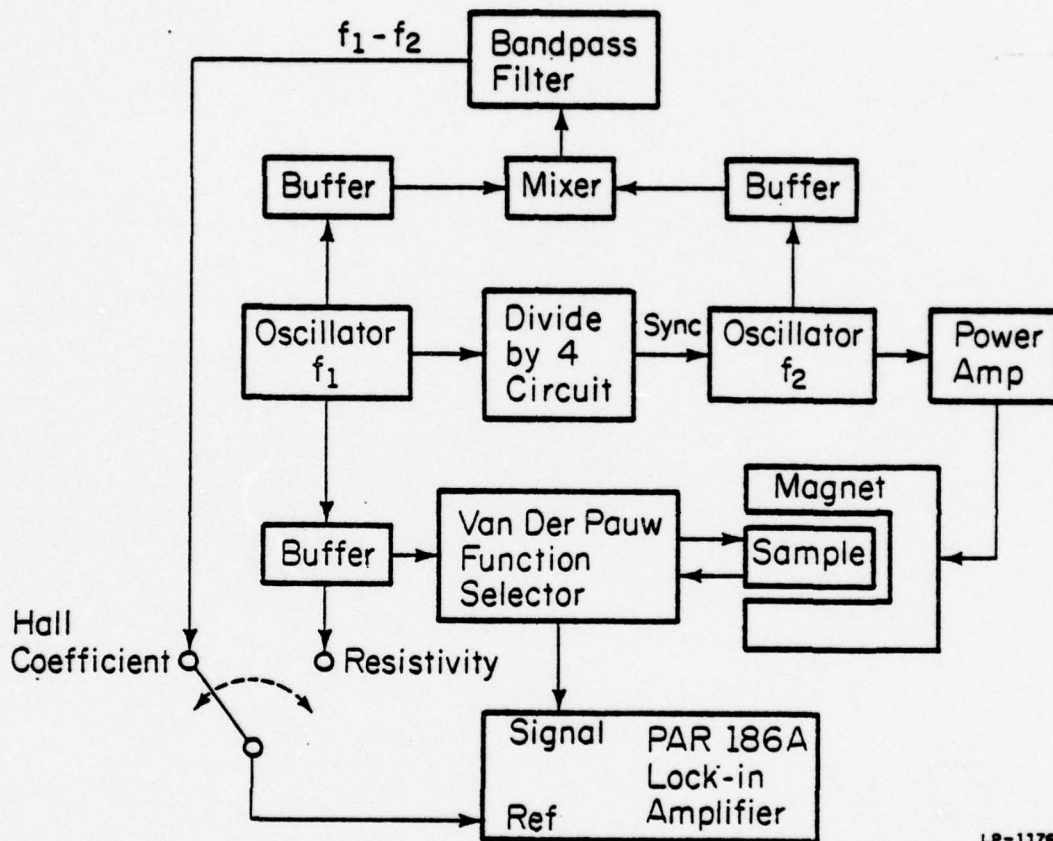 f1 - f2
Bandpass
Filter
Buffer
Mixer
Buffer
Oscillator
f1
Divide
by 4
Circuit
Sync
Oscillator
f2
Power
Amp
Magnet
Sample
Buffer
Van Der Pauw
Function
Selector
Hall
Coefficient
Resistivity
Signal
PAR 186A
Lock-in
Amplifier
Ref